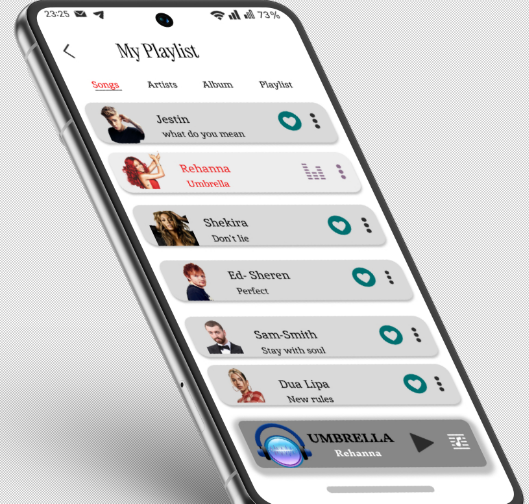 23:25 73%
My Playlist
Songs Artists Album Playlist
Jestin
what do you mean
Rehanna
Umbrella
Shekira
Don't lie
Ed- Sheren
Perfect
Sam-Smith
Stay with soul
Dua Lipa
New rules
UMBRELLA
Rehanna